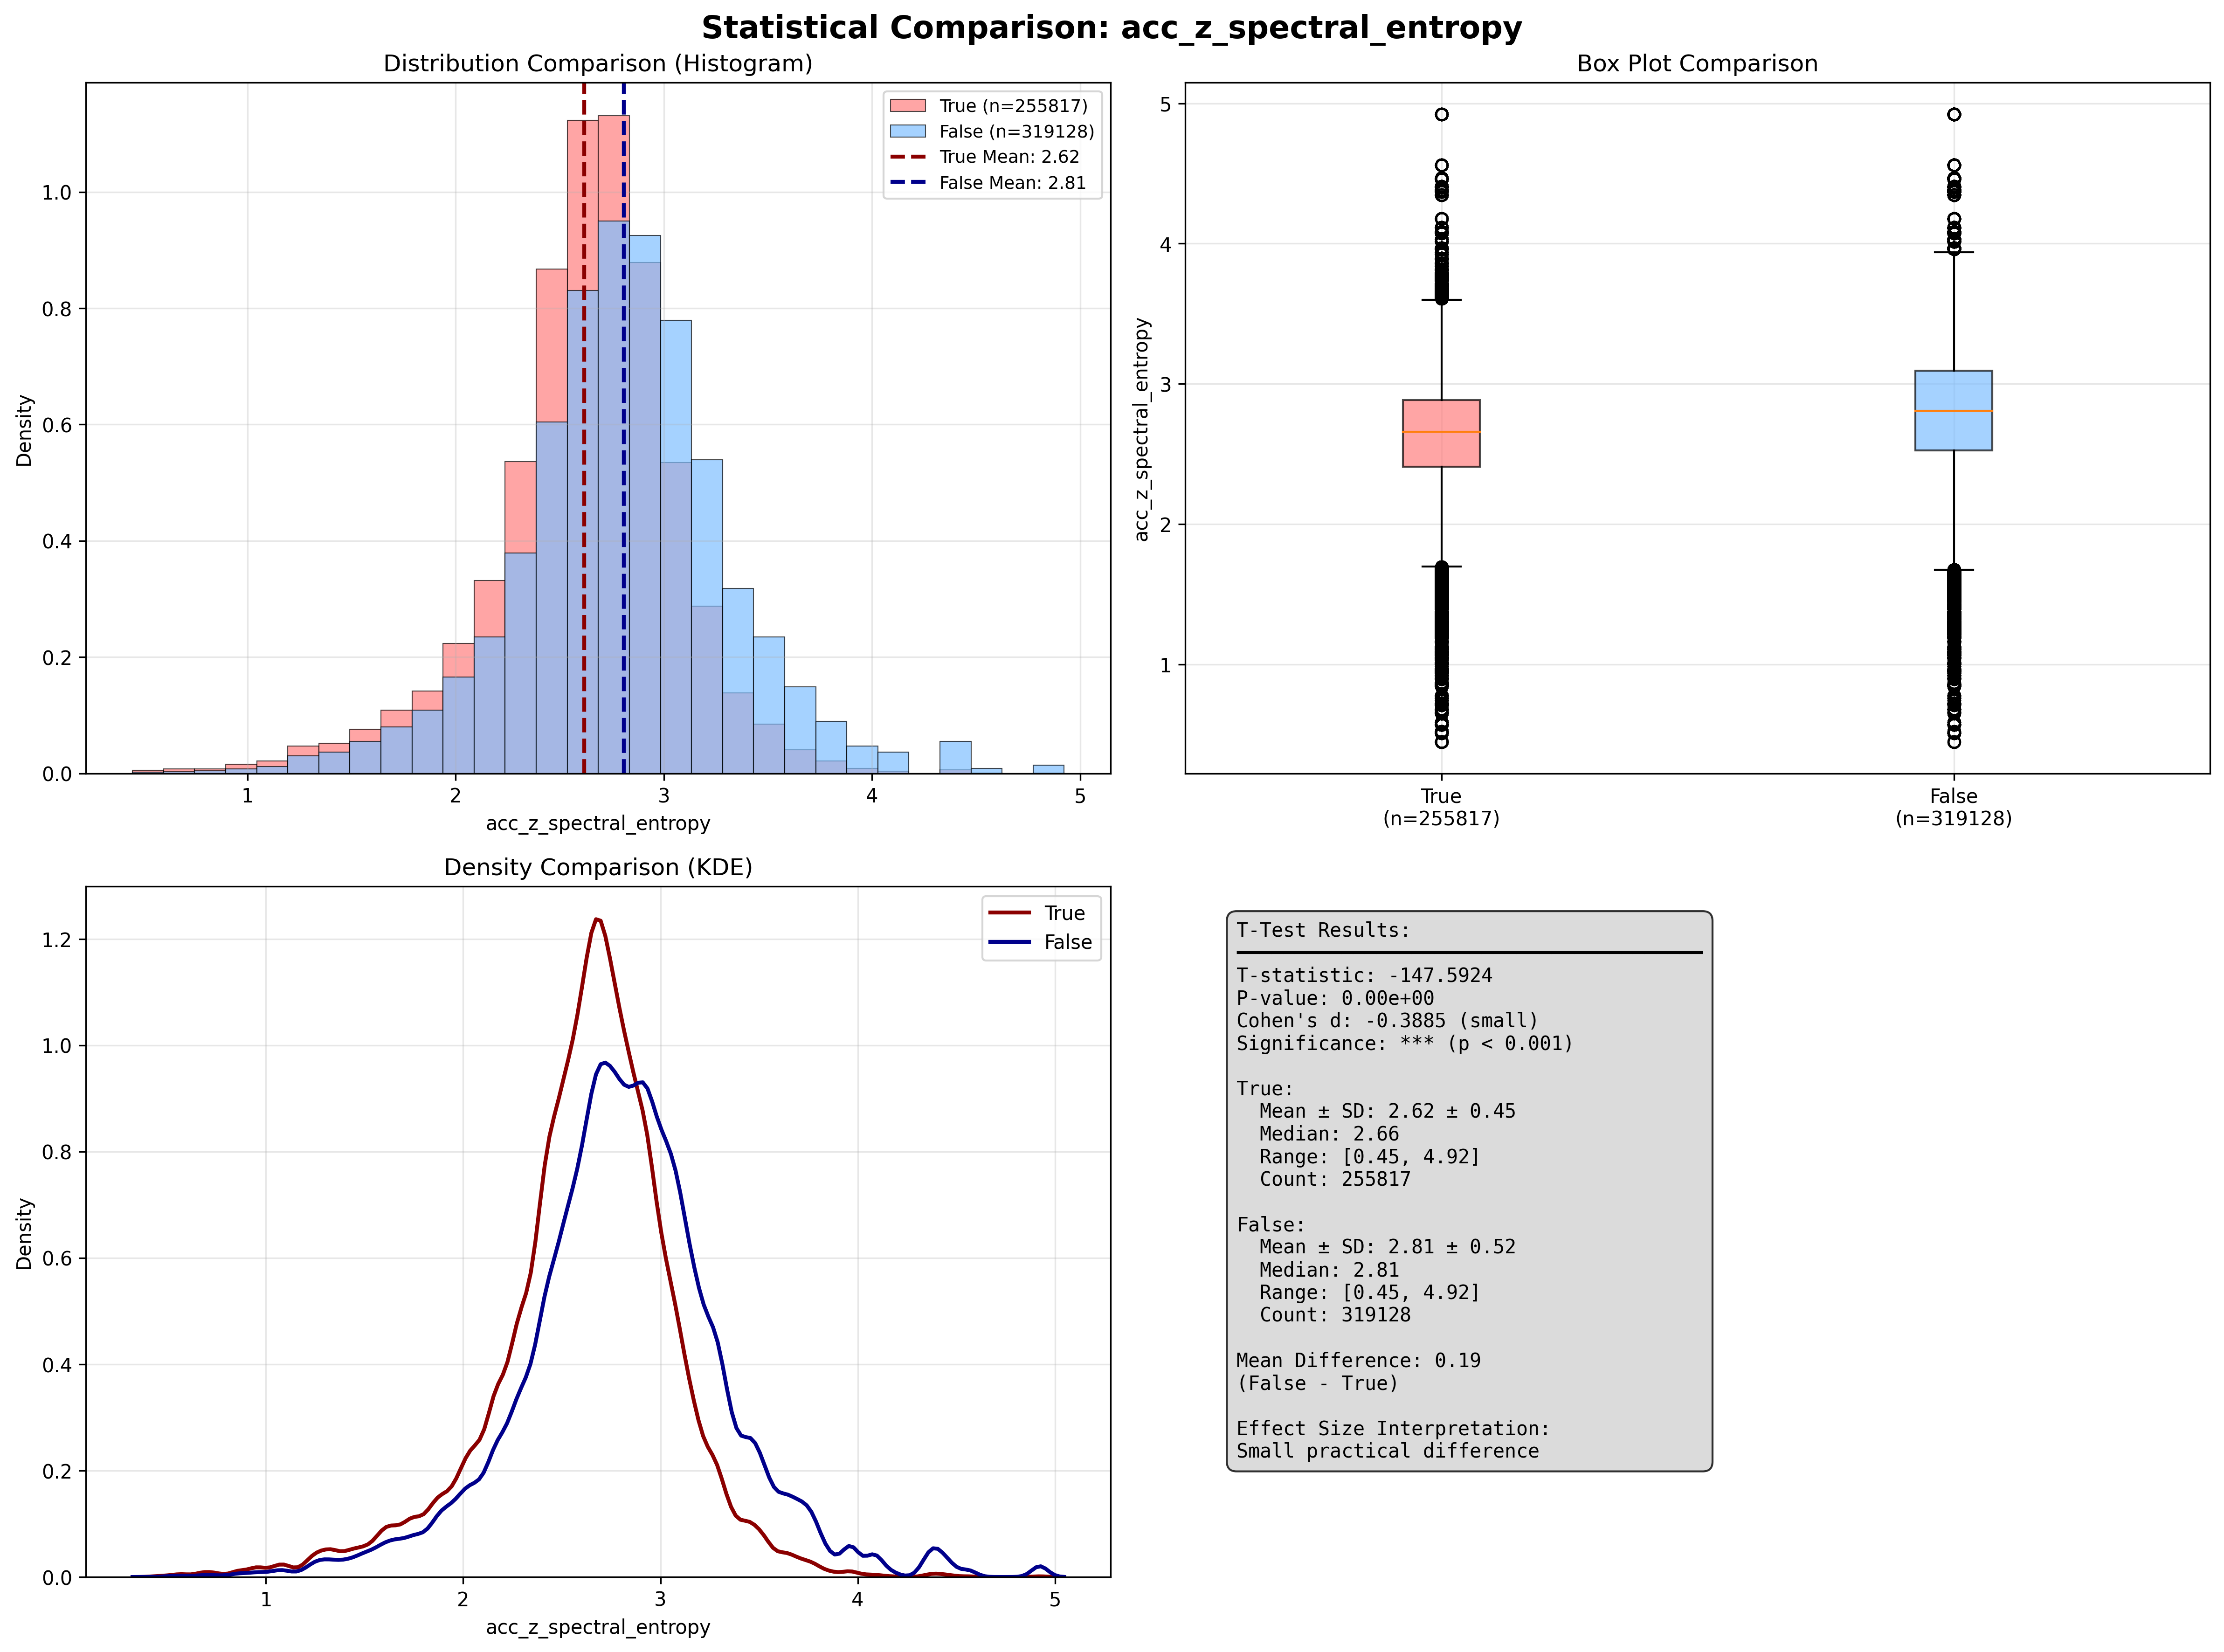 Statistical Comparison: acc_z_spectral_entropy
Distribution Comparison (Histogram)
True (n=255817)
False (n=319128)
True Mean: 2.62
False Mean: 2.81
Density
0.0
0.2
0.4
0.6
0.8
1.0
1
2
3
4
5
acc_z_spectral_entropy
Box Plot Comparison
acc_z_spectral_entropy
5
4
3
2
1
True
(n=255817)
False
(n=319128)
Density Comparison (KDE)
True
False
Density
0.0
0.2
0.4
0.6
0.8
1.0
1.2
1
2
3
4
5
acc_z_spectral_entropy
T-Test Results:
T-statistic: -147.5924
P-value: 0.00e+00
Cohen's d: -0.3885 (small)
Significance: *** (p < 0.001)
True:
Mean ± SD: 2.62 ± 0.45
Median: 2.66
Range: [0.45, 4.92]
Count: 255817
False:
Mean ± SD: 2.81 ± 0.52
Median: 2.81
Range: [0.45, 4.92]
Count: 319128
Mean Difference: 0.19
(False - True)
Effect Size Interpretation:
Small practical difference